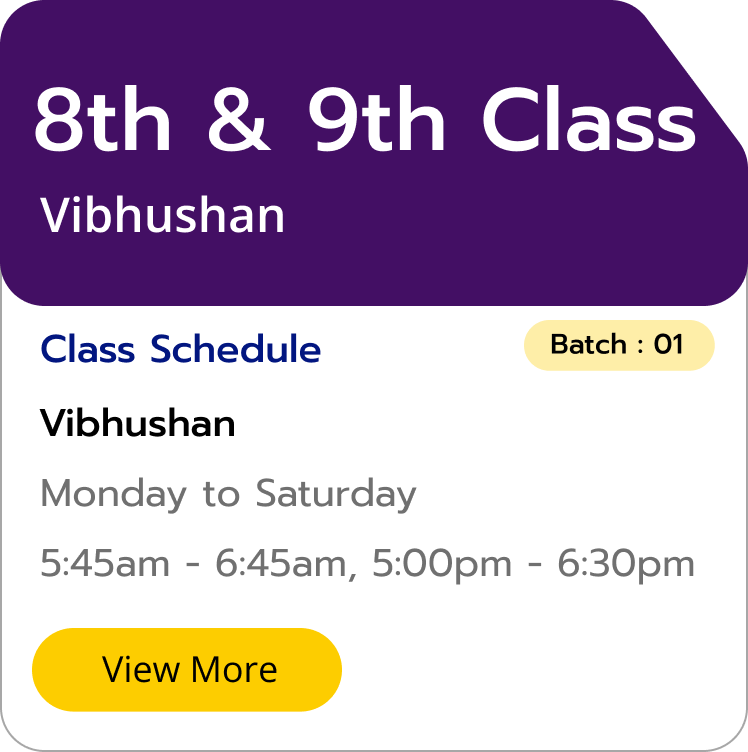 8th & 9th Class
Vibhushan
Class Schedule
Batch : 01
Vibhushan
Monday to Saturday
5:45am - 6:45am, 5:00pm - 6:30pm
View More